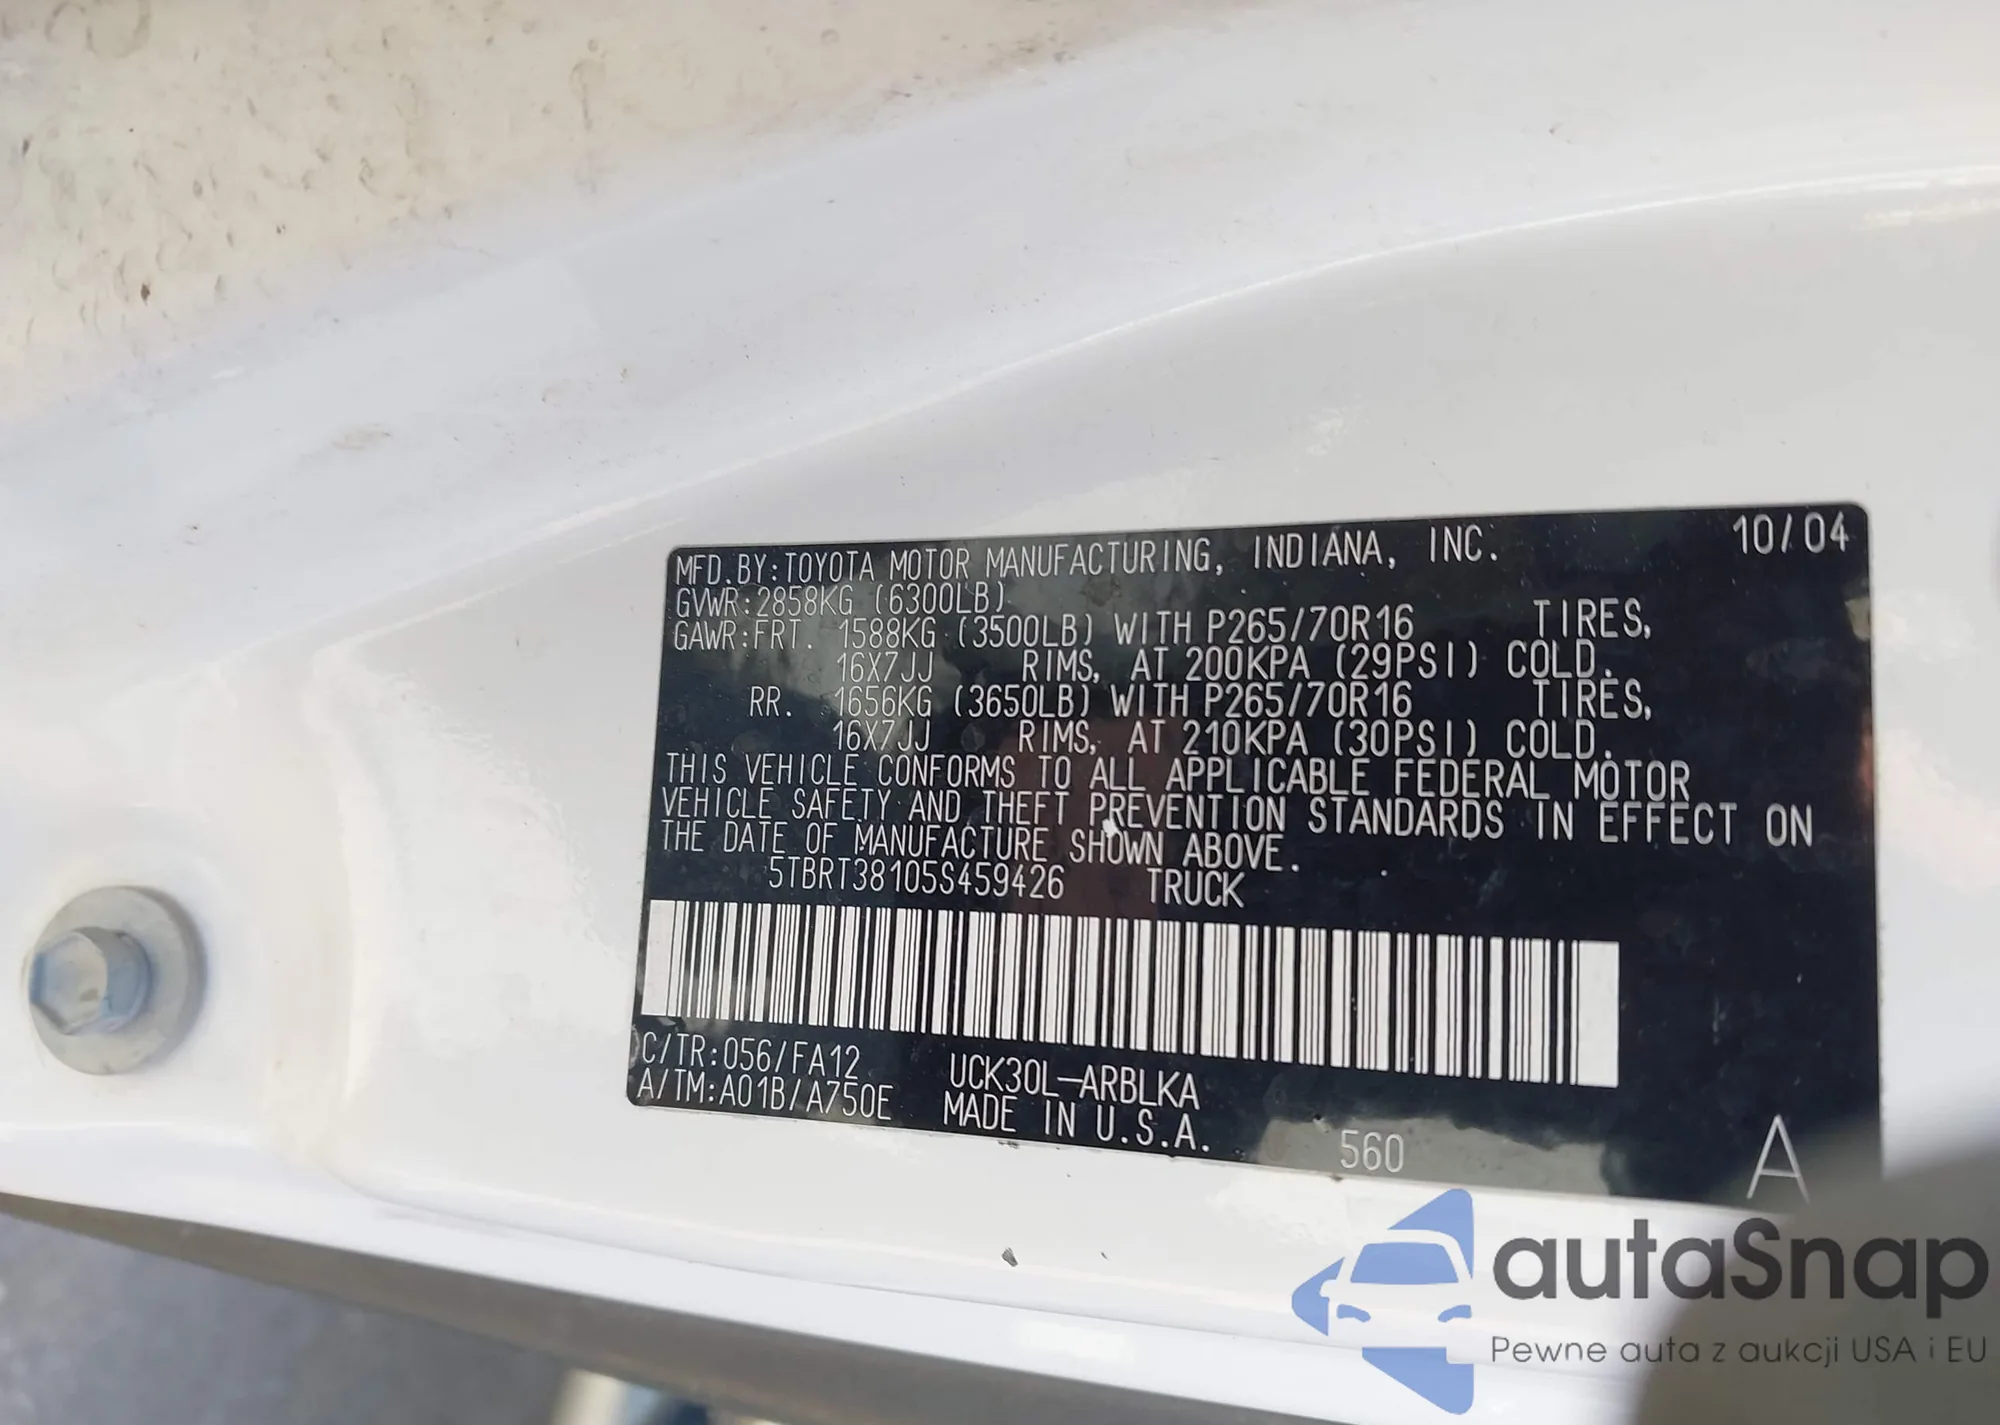 MFD.BY:TOYOTA MOTOR MANUFACTURING, INDIANA, INC. 10/04
GVWR:2858KG (6300LB)
GAWR:FRT. 1588KG (3500LB) WITH P265/70R16 TIRES,
16X7JJ RIMS, AT 200KPA (29PSI) COLD.
RR. 1656KG (3650LB) WITH P265/70R16 TIRES,
16X7JJ RIMS, AT 210KPA (30PSI) COLD.
THIS VEHICLE CONFORMS TO ALL APPLICABLE FEDERAL MOTOR
VEHICLE SAFETY AND THEFT PREVENTION STANDARDS IN EFFECT ON
THE DATE OF MANUFACTURE SHOWN ABOVE.
5TBRT38105S459426 TRUCK
C/TR:056/FA12 UCK30L-ARBLKA
A/TM:A01B/A750E MADE IN U.S.A.
560 A
autaSnap
Pewne auta z aukcji USA i EU